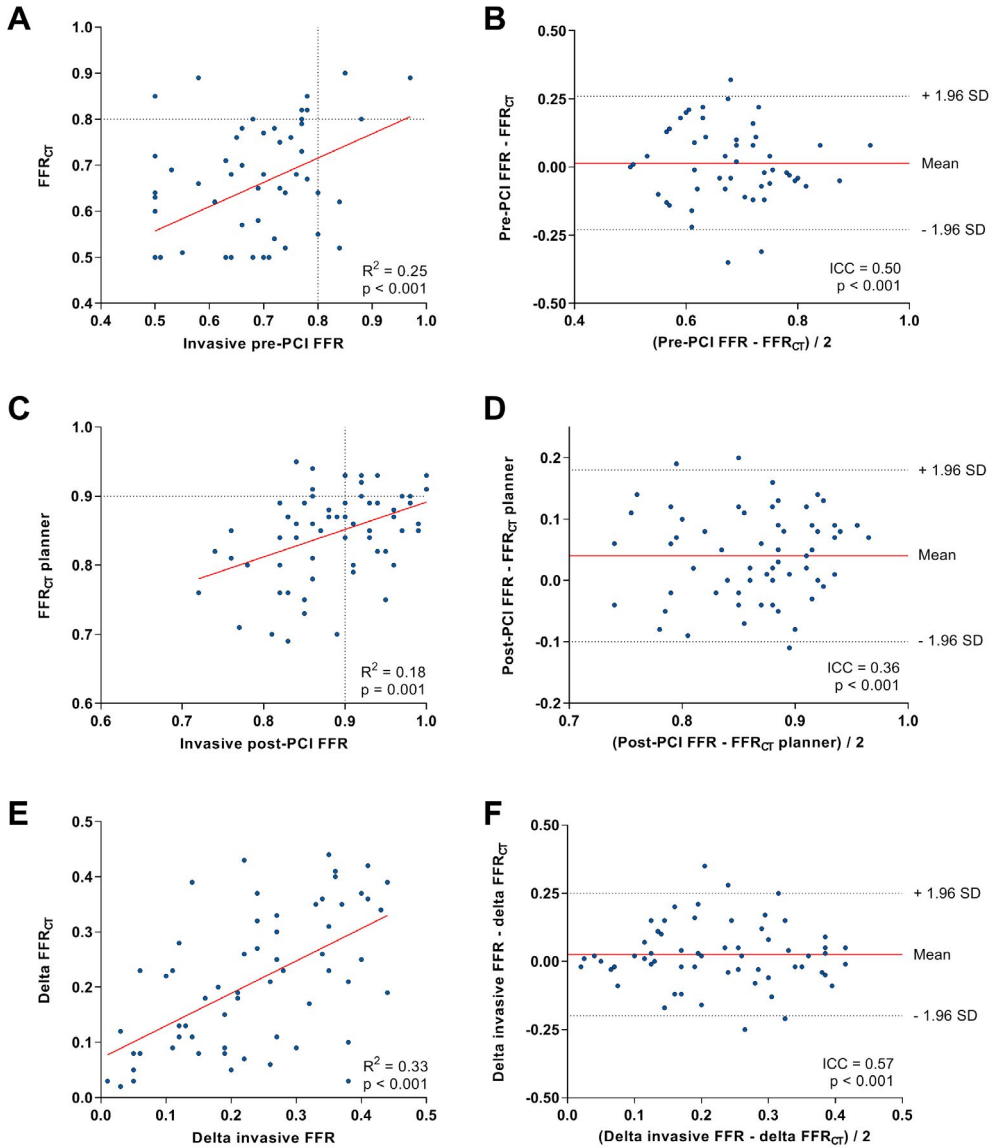 A
FFRCT
1.0
0.9
0.8
0.7
0.6
0.5
0.4
0.4 0.5 0.6 0.7 0.8 0.9 1.0
Invasive pre-PCI FFR
R² = 0.25
p < 0.001
B
Pre-PCI FFR - FFRCT
0.50
0.25
0.00
-0.25
-0.50
0.4 0.6 0.8 1.0
(Pre-PCI FFR - FFRCT) / 2
+ 1.96 SD
Mean
- 1.96 SD
ICC = 0.50
p < 0.001
C
FFRCT planner
1.0
0.9
0.8
0.7
0.6
0.6 0.7 0.8 0.9 1.0
Invasive post-PCI FFR
R² = 0.18
p = 0.001
D
Post-PCI FFR - FFRCT planner
0.2
0.1
0.0
-0.1
-0.2
0.7 0.8 0.9 1.0
(Post-PCI FFR - FFRCT planner) / 2
+ 1.96 SD
Mean
- 1.96 SD
ICC = 0.36
p < 0.001
E
Delta FFRCT
0.5
0.4
0.3
0.2
0.1
0.0
0.0 0.1 0.2 0.3 0.4 0.5
Delta invasive FFR
R² = 0.33
p < 0.001
F
Delta invasive FFR - delta FFRCT
0.50
0.25
0.00
-0.25
-0.50
0.0 0.1 0.2 0.3 0.4 0.5
(Delta invasive FFR - delta FFRCT) / 2
+ 1.96 SD
Mean
- 1.96 SD
ICC = 0.57
p < 0.001